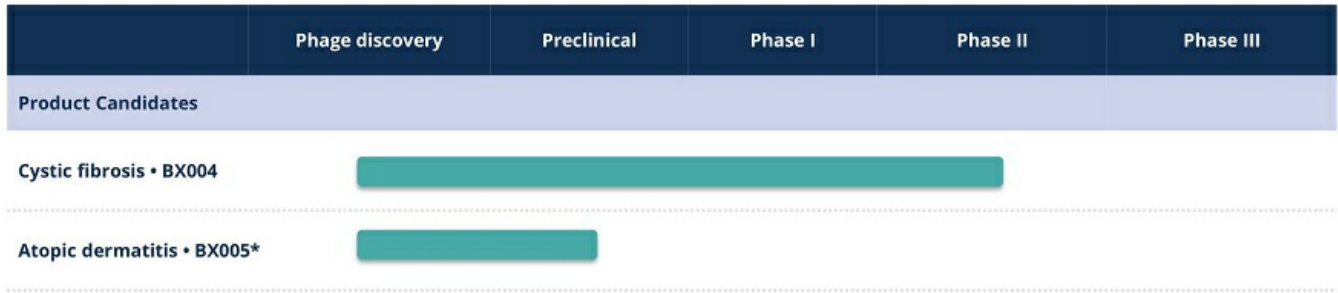 Phage discovery Preclinical Phase I Phase II Phase III
Product Candidates
Cystic fibrosis • BX004
Atopic dermatitis • BX005*